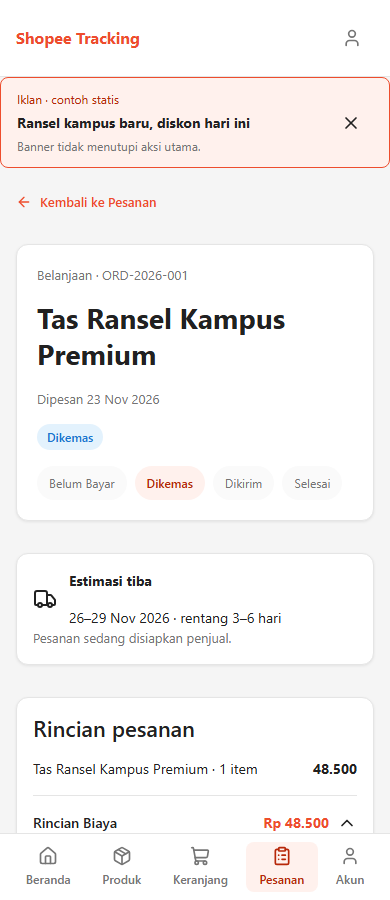 Shopee Tracking
Iklan · contoh statis
Ransel kampus baru, diskon hari ini
Banner tidak menutupi aksi utama.
Kembali ke Pesanan
Belanjaan · ORD-2026-001
Tas Ransel Kampus
Premium
Dipesan 23 Nov 2026
Dikemas
Belum Bayar Dikemas Dikirim Selesai
Estimasi tiba
26–29 Nov 2026 · rentang 3–6 hari
Pesanan sedang disiapkan penjual.
Rincian pesanan
Tas Ransel Kampus Premium · 1 item 48.500
Rincian Biaya Rp 48.500
Beranda Produk Keranjang Pesanan Akun